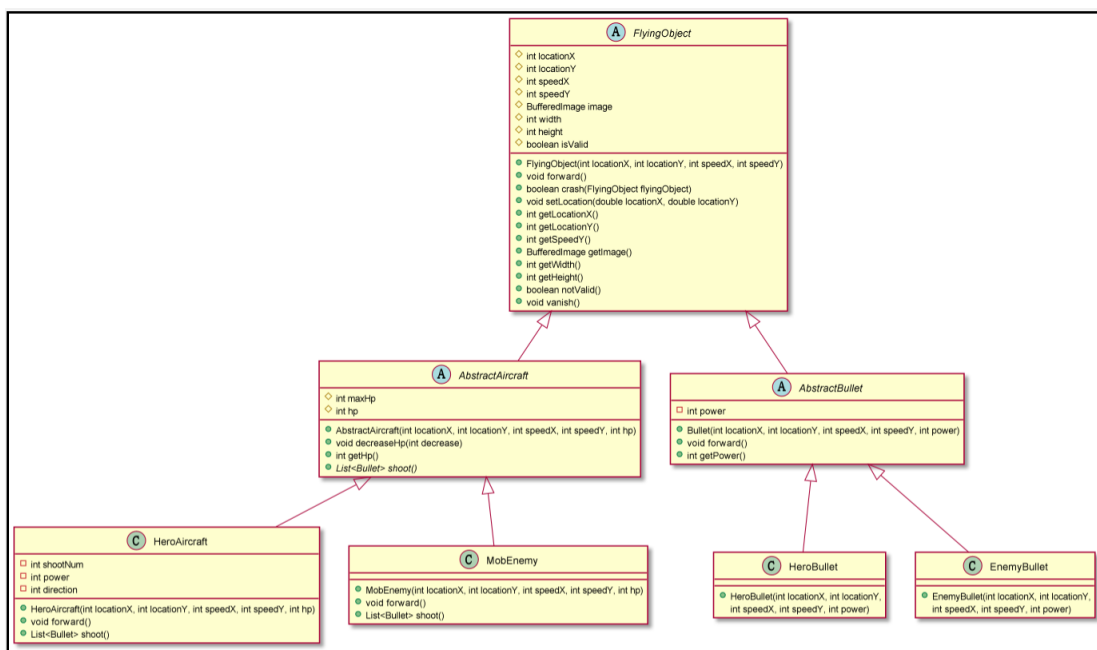 A FlyingObject
int locationX
int locationY
int speedX
int speedY
BufferedImage image
int width
int height
boolean isValid
FlyingObject(int locationX, int locationY, int speedX, int speedY)
void forward()
boolean crash(FlyingObject flyingObject)
void setLocation(double locationX, double locationY)
int getLocationX()
int getLocationY()
int getSpeedY()
BufferedImage getImage()
int getWidth()
int getHeight()
boolean notValid()
void vanish()
A AbstractAircraft
int maxHp
int hp
AbstractAircraft(int locationX, int locationY, int speedX, int speedY, int hp)
void decreaseHp(int decrease)
int getHp()
List<Bullet> shoot()
A AbstractBullet
int power
Bullet(int locationX, int locationY, int speedX, int speedY, int power)
void forward()
int getPower()
C HeroAircraft
int shootNum
int power
int direction
HeroAircraft(int locationX, int locationY, int speedX, int speedY, int hp)
void forward()
List<Bullet> shoot()
C MobEnemy
MobEnemy(int locationX, int locationY, int speedX, int speedY, int hp)
void forward()
List<Bullet> shoot()
C HeroBullet
HeroBullet(int locationX, int locationY,
int speedX, int speedY, int power)
C EnemyBullet
EnemyBullet(int locationX, int locationY,
int speedX, int speedY, int power)